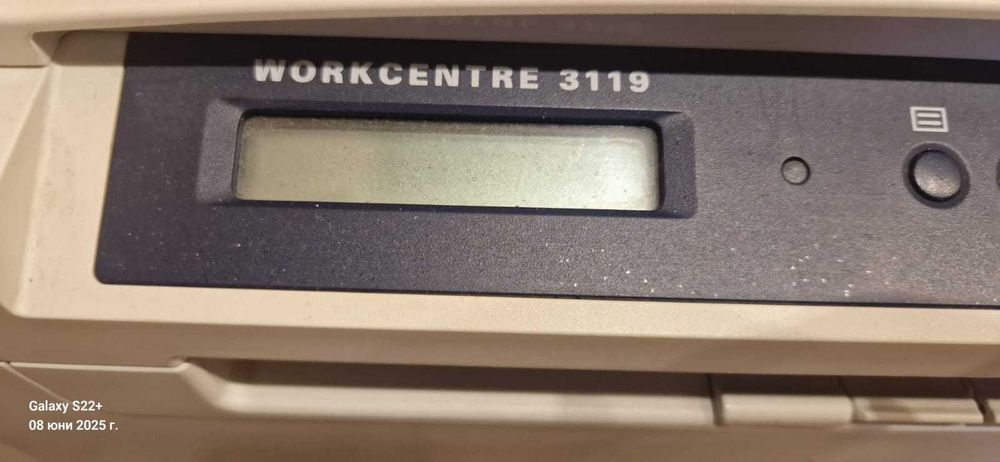 WORKCENTRE 3119
Galaxy S22+
08 юни 2025 г.